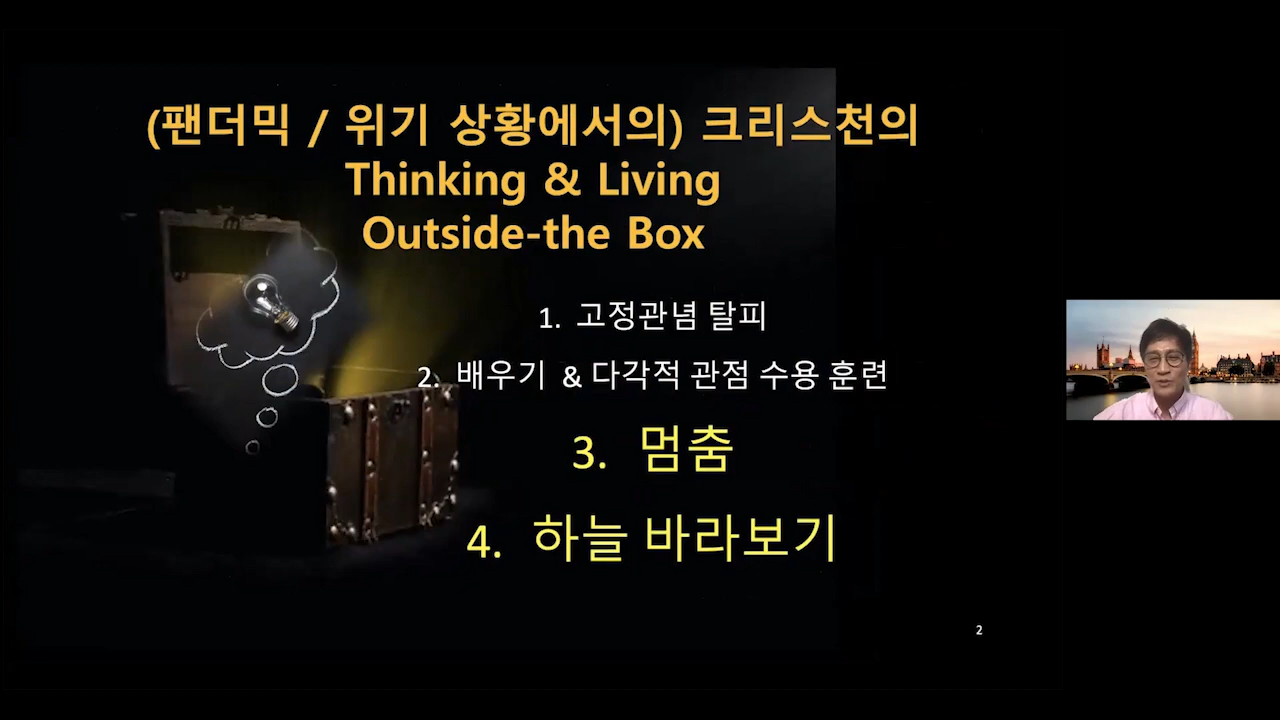 (팬더믹 / 위기 상황에서의) 크리스천의
Thinking & Living
Outside-the Box
1. 고정관념 탈피
2. 배우기 & 다각적 관점 수용 훈련
3. 멈춤
4. 하늘 바라보기
2